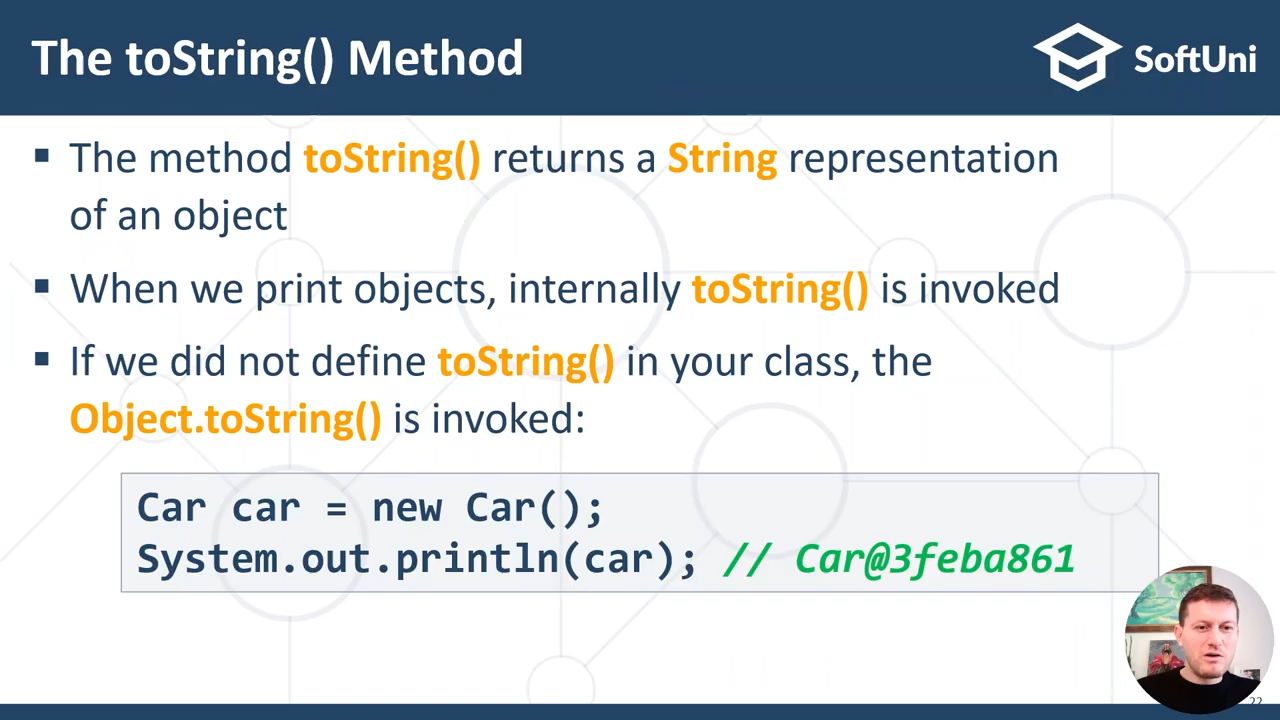 The toString() Method
SoftUni
▪ The method toString() returns a String representation
of an object
▪ When we print objects, internally toString() is invoked
▪ If we did not define toString() in your class, the
Object.toString() is invoked:
Car car = new Car();
System.out.println(car); // Car@3feba861
22